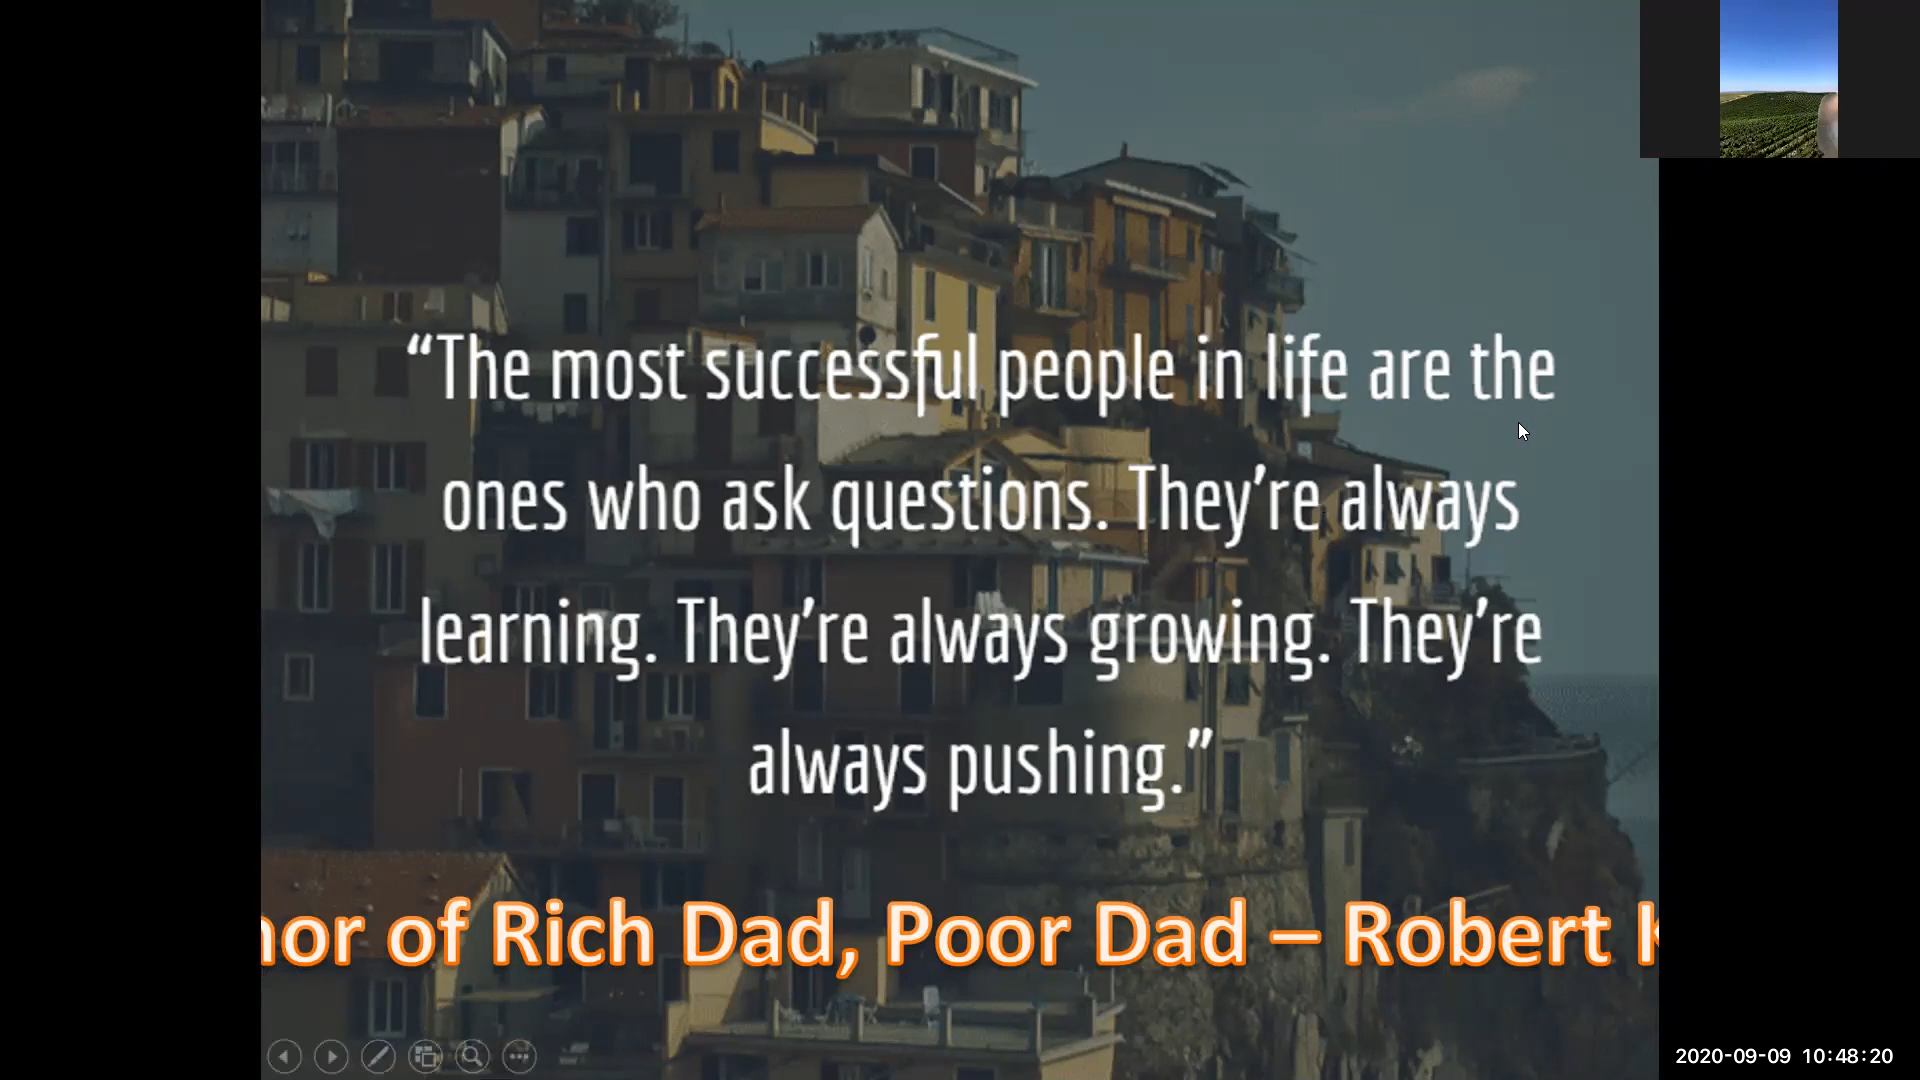 “The most successful people in life are the
ones who ask questions. They’re always
learning. They’re always growing. They’re
always pushing.”
hor of Rich Dad, Poor Dad – Robert K
2020-09-09 10:48:20